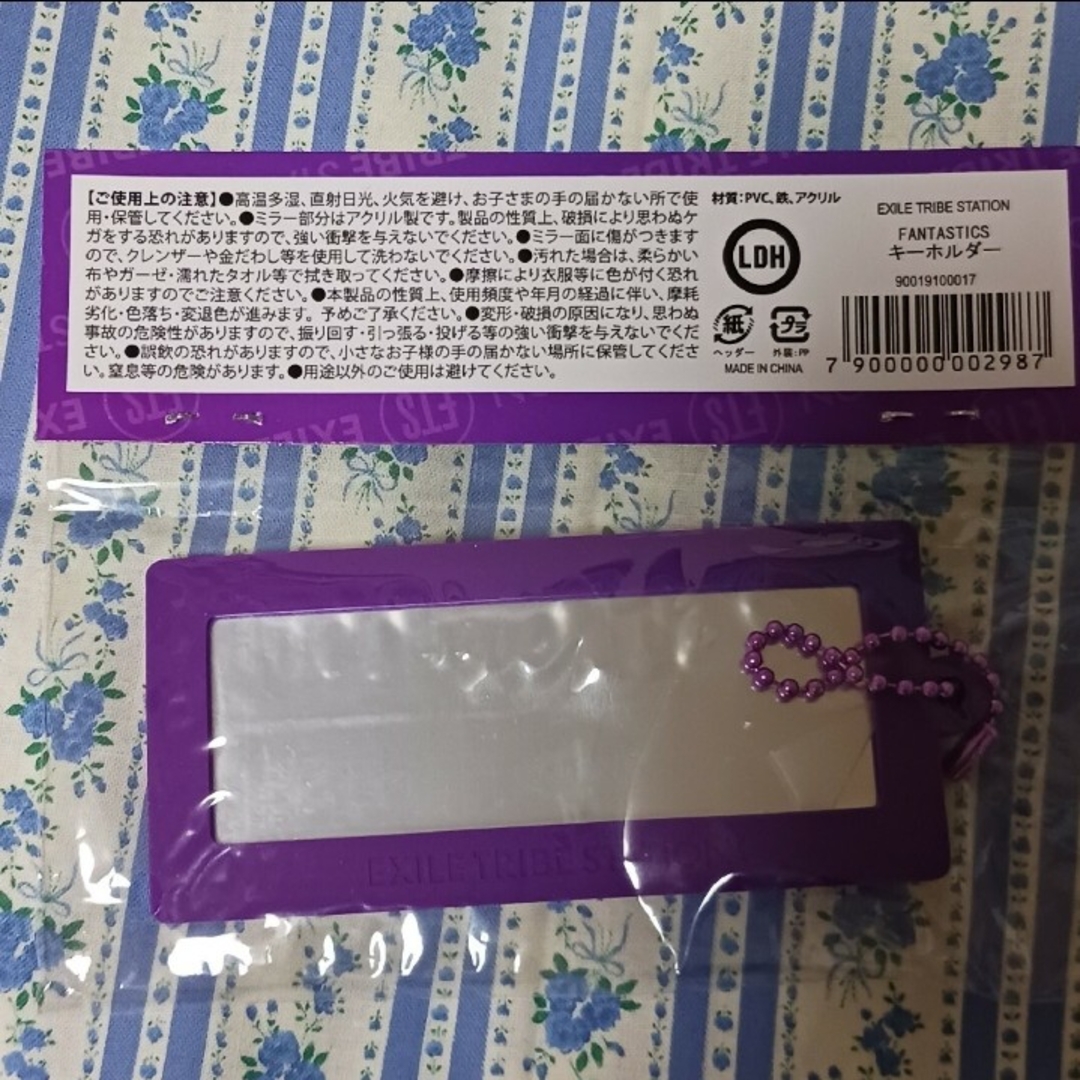 TRIBE
【ご使用上の注意】●高温多湿、直射日光、火気を避け、お子さまの手の届かない所で使
用・保管してください。●ミラー部分はアクリル製です。製品の性質上、破損により思わぬケ
ガをする恐れがありますので、強い衝撃を与えないでください。●ミラー面に傷がつきます
ので、クレンザーや金だわし等を使用して洗わないでください。●汚れた場合は、柔らかい
布やガーゼ・濡れたタオル等で拭き取ってください。●摩擦により衣服等に色が付く恐れ
がありますのでご注意ください。●本製品の性質上、使用頻度や年月の経過に伴い、摩耗
劣化・色落ち・変退色が進みます。予めご了承ください。●変形・破損の原因になり、思わぬ
事故の危険性がありますので、振り回す・引っ張る・投げる等の強い衝撃を与えないでくだ
さい。●誤飲の恐れがありますので、小さなお子様の手の届かない場所に保管してくださ
い。窒息等の危険があります。●用途以外のご使用は避けてください。
材質:PVC、鉄、アクリル
LDH
紙
ヘッダー
プラ
外装:PP
MADE IN CHINA
EXILE TRIBE STATION
FANTASTICS
キーホルダー
90019100017
7 900000 002987
EXILE
ETS
ETS
EXILE TRIBE STATION